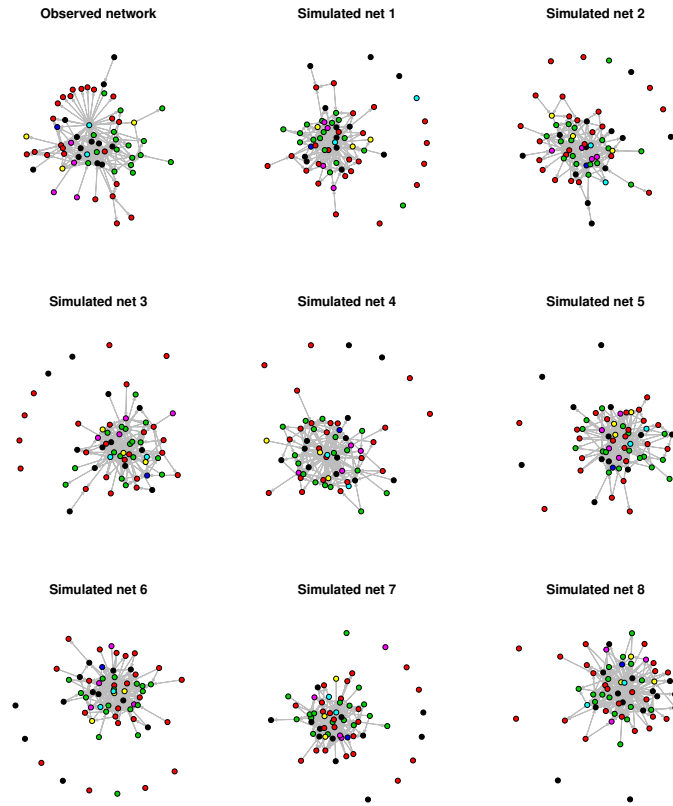 Observed network
Simulated net 1
Simulated net 2
Simulated net 3
Simulated net 4
Simulated net 5
Simulated net 6
Simulated net 7
Simulated net 8